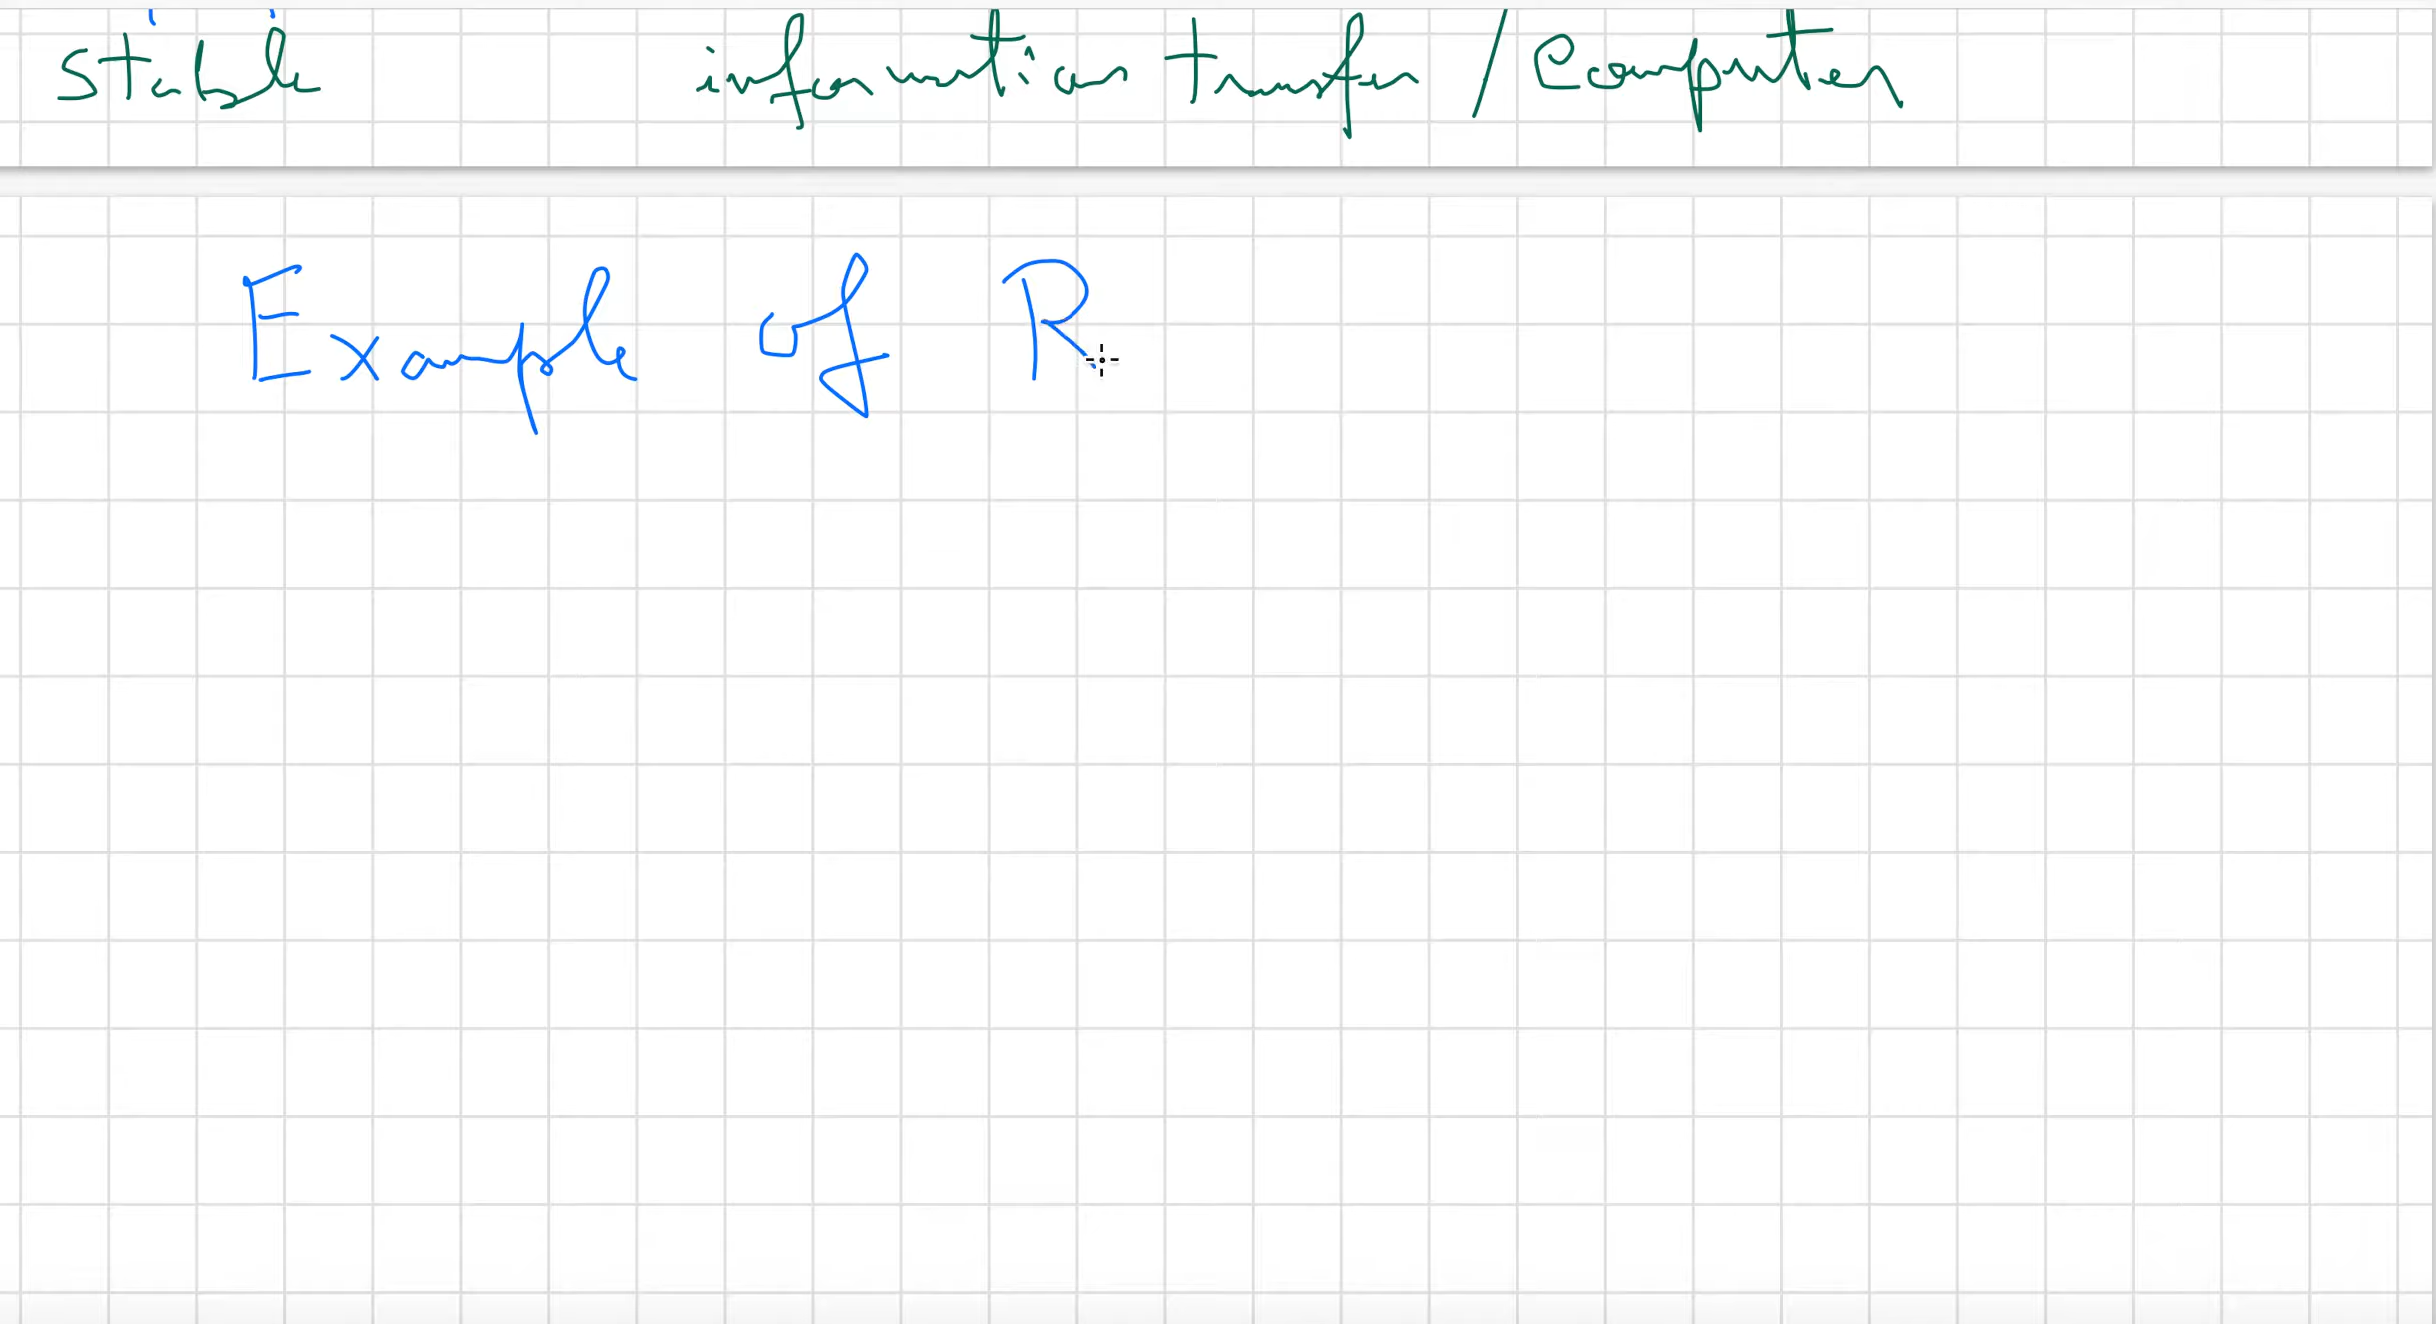 Stable information transfer / Computer
Example of R